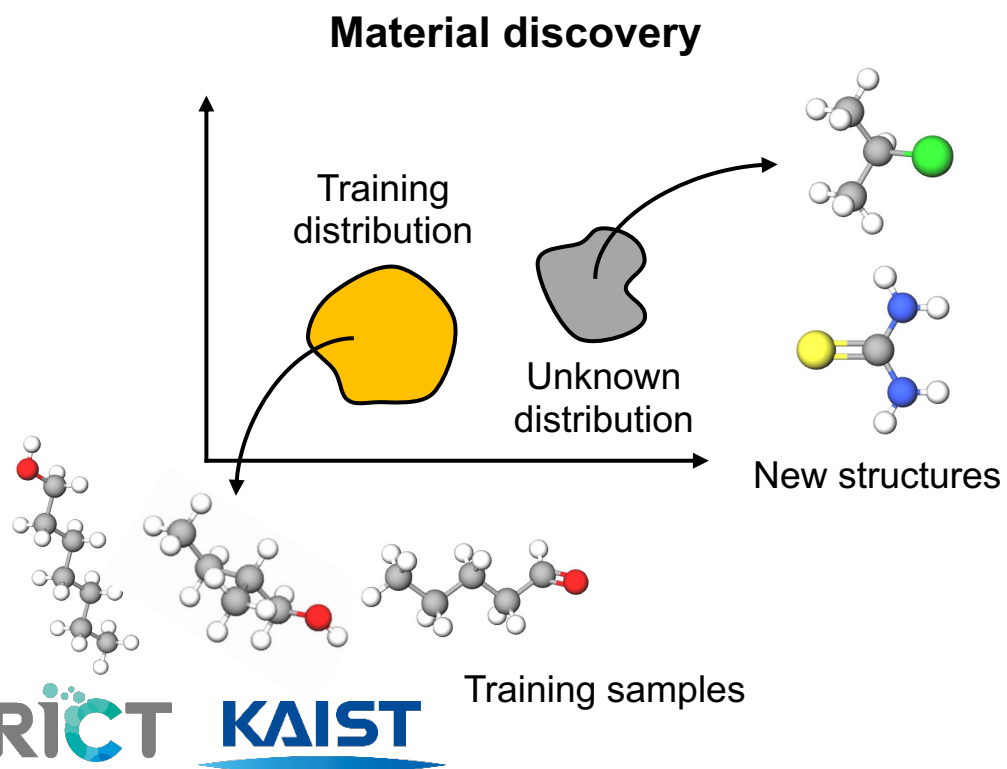 Material discovery
Training
distribution
Unknown
distribution
New structures
Training samples
RICT
KAIST